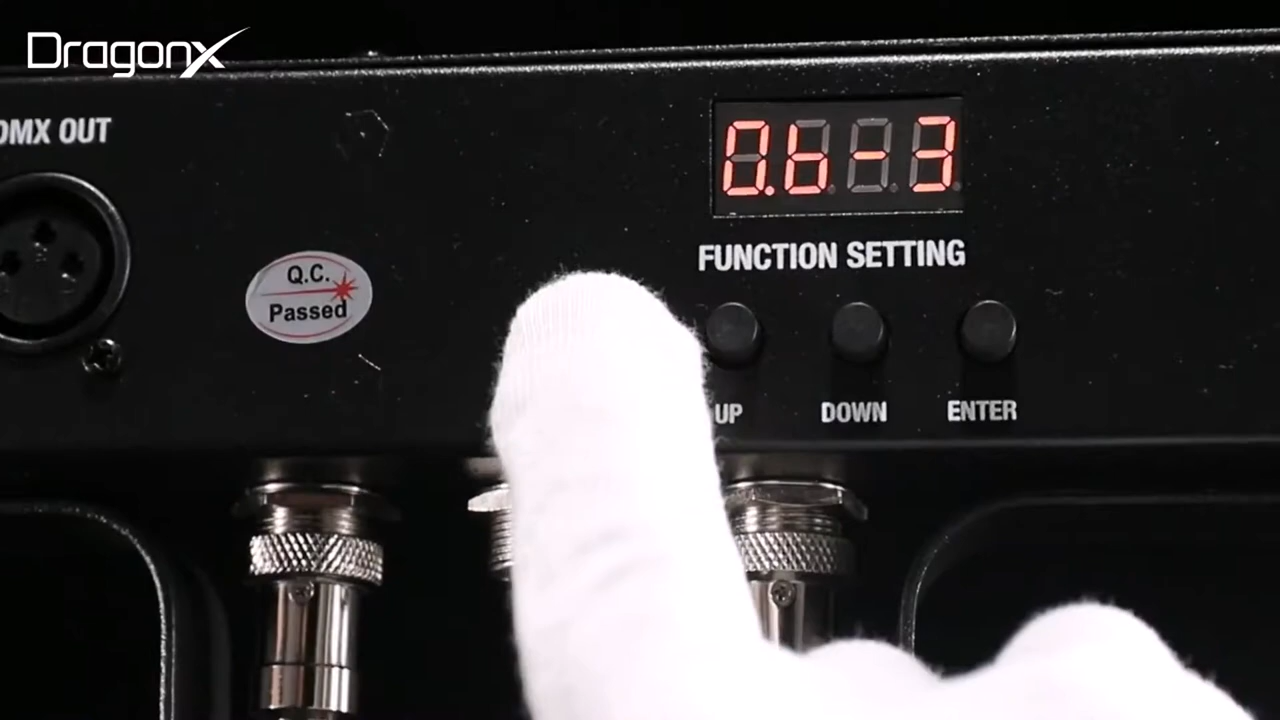 Dragonx
DMX OUT
0.b-3
Q.C.
Passed
FUNCTION SETTING
UP
DOWN
ENTER